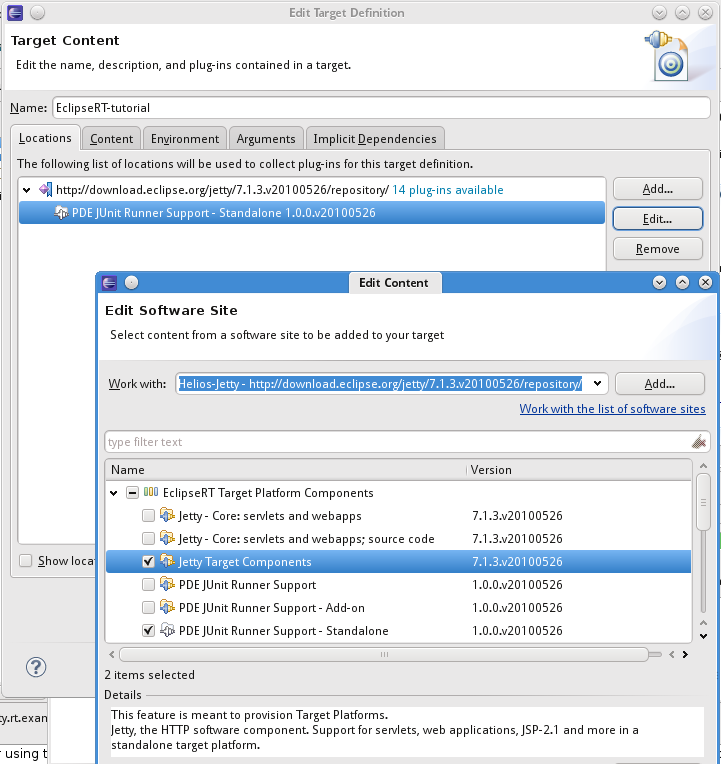 Edit Target Definition
Target Content
Edit the name, description, and plug-ins contained in a target.
Name: EclipseRT-tutorial
Locations Content Environment Arguments Implicit Dependencies
The following list of locations will be used to collect plug-ins for this target definition.
http://download.eclipse.org/jetty/7.1.3.v20100526/repository/ 14 plug-ins available
Add...
PDE JUnit Runner Support - Standalone 1.0.0.v20100526
Edit...
Remove
Edit Content
Edit Software Site
Select content from a software site to be added to your target
Work with: Helios-Jetty - http://download.eclipse.org/jetty/7.1.3.v20100526/repository/ Add...
Work with the list of software sites
type filter text
Name Version
EclipseRT Target Platform Components
Jetty - Core: servlets and webapps 7.1.3.v20100526
Jetty - Core: servlets and webapps; source code 7.1.3.v20100526
Show locat
Jetty Target Components 7.1.3.v20100526
PDE JUnit Runner Support 1.0.0.v20100526
PDE JUnit Runner Support - Add-on 1.0.0.v20100526
PDE JUnit Runner Support - Standalone 1.0.0.v20100526
?
2 items selected
Details
This feature is meant to provision Target Platforms.
Jetty, the HTTP software component. Support for servlets, web applications, JSP-2.1 and more in a
standalone target platform.
y.rt.exan
r using t